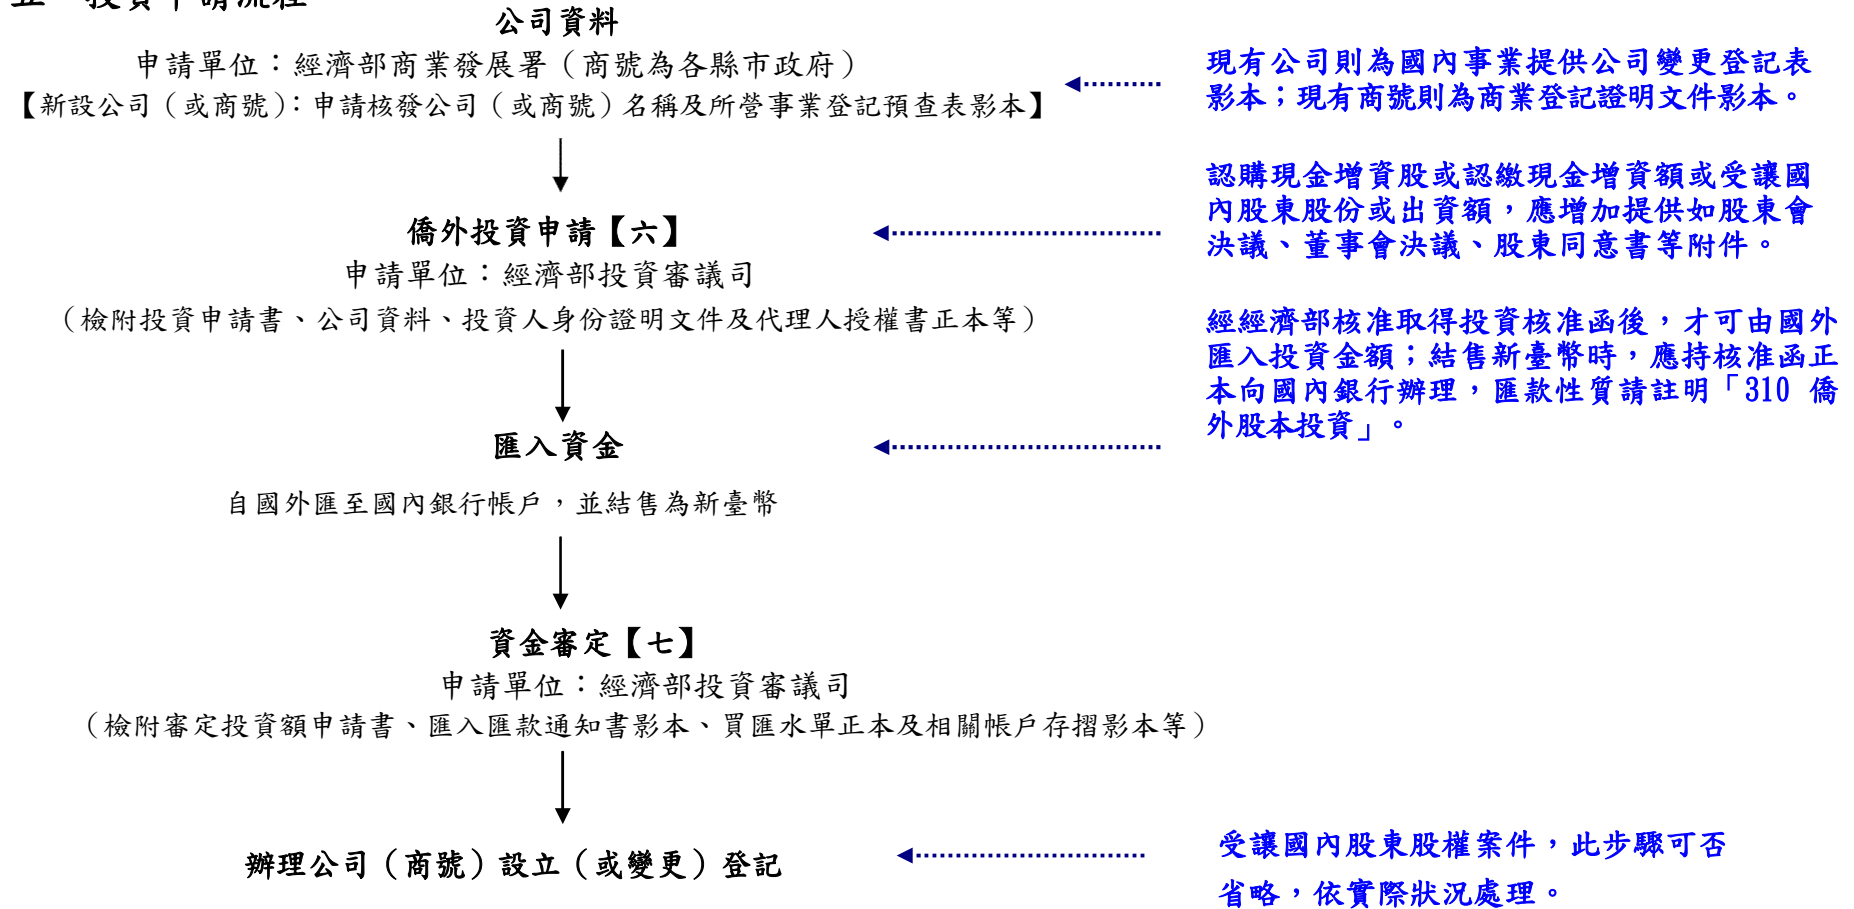 五、投資申請流程
公司資料
申請單位：經濟部商業發展署（商號為各縣市政府）
【新設公司（或商號）：申請核發公司（或商號）名稱及所營事業登記預查表影本】
現有公司則為國內事業提供公司變更登記表
影本；現有商號則為商業登記證明文件影本。
僑外投資申請【六】
申請單位：經濟部投資審議司
（檢附投資申請書、公司資料、投資人身份證明文件及代理人授權書正本等）
認購現金增資股或認繳現金增資額或受讓國
內股東股份或出資額，應增加提供如股東會
決議、董事會決議、股東同意書等附件。
匯入資金
自國外匯至國內銀行帳戶，並結售為新臺幣
經經濟部核准取得投資核准函後，才可由國外
匯入投資金額；結售新臺幣時，應持核准函正
本向國內銀行辦理，匯款性質請註明「310 僑
外股本投資」。
資金審定【七】
申請單位：經濟部投資審議司
（檢附審定投資額申請書、匯入匯款通知書影本、買匯水單正本及相關帳戶存摺影本等）
辦理公司（商號）設立（或變更）登記
受讓國內股東股權案件，此步驟可否
省略，依實際狀況處理。